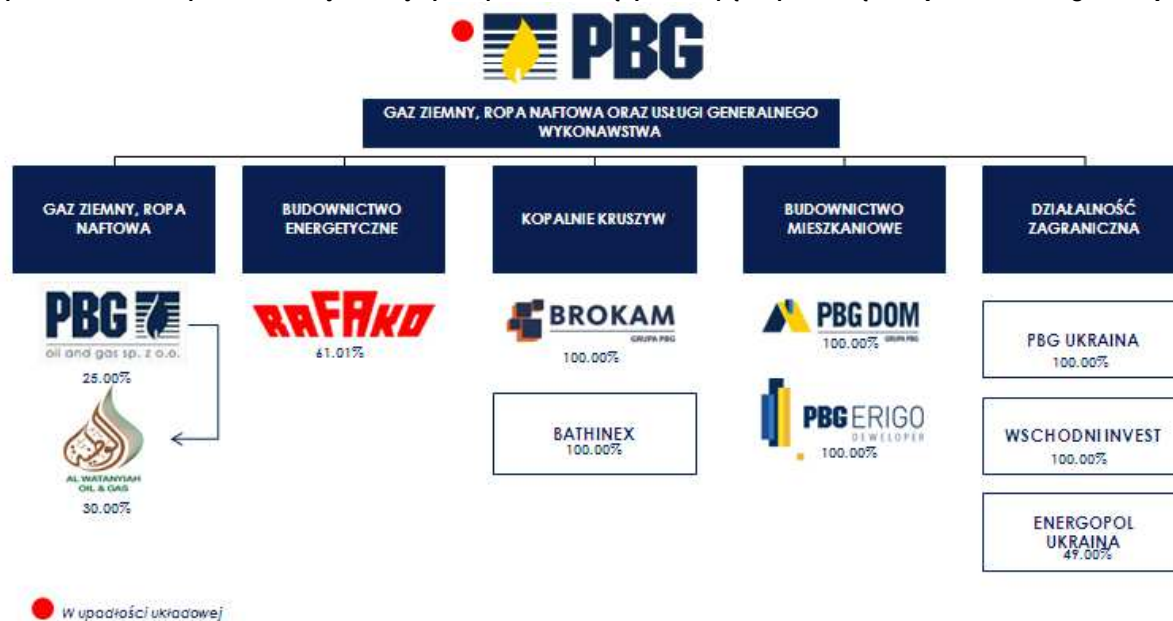 PBG
GAZ ZIEMNY, ROPA NAFTOWA ORAZ USŁUGI GENERALNEGO
WYKONAWSTWA
GAZ ZIEMNY, ROPA
NAFTOWA
PBG
oil and gas sp. z o.o.
25.00%
الوطنية
AL WATANYIAH
OIL & GAS
30.00%
BUDOWNICTWO
ENERGETYCZNE
RAFAKO
61.01%
KOPALNIE KRUSZYW
BROKAM
GRUPA PBG
100.00%
BATHINEX
100.00%
BUDOWNICTWO
MIESZKANIOWE
PBG DOM
GRUPA PBG
100.00%
PBG ERIGO
DEWELOPER
100.00%
DZIAŁALNOŚĆ
ZAGRANICZNA
PBG UKRAINA
100.00%
WSCHODNI INVEST
100.00%
ENERGOPOL
UKRAINA
49.00%
W upadłości układowej